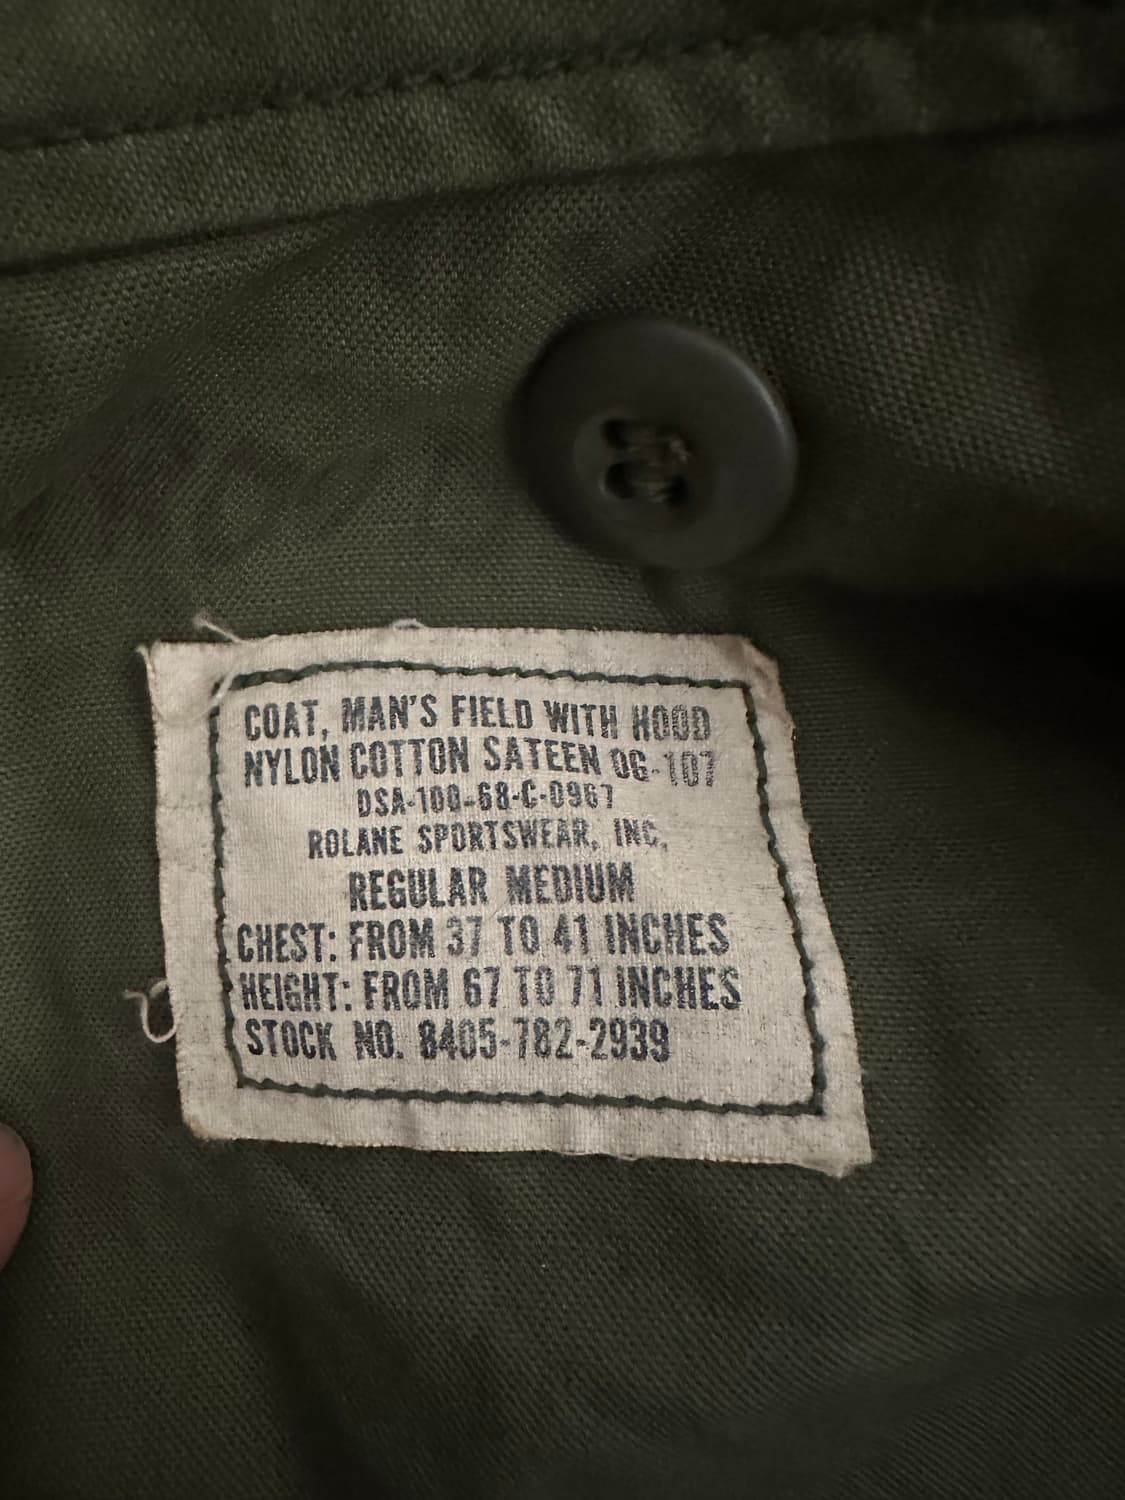 COAT, MAN'S FIELD WITH HOOD
NYLON COTTON SATEEN OG-107
DSA-100-68-C-0967
ROLANE SPORTSWEAR, INC.
REGULAR MEDIUM
CHEST: FROM 37 TO 41 INCHES
HEIGHT: FROM 67 TO 71 INCHES
STOCK NO. 8405-782-2939